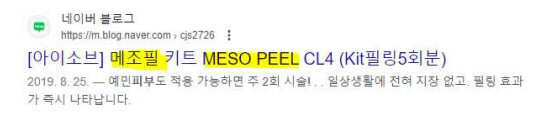 네이버 블로그
https://m.blog.naver.com › cjs2726
[아이소브] 메조필 키트 MESO PEEL CL4 (Kit필링5회분)
2019. 8. 25. — 예민피부도 적용 가능하면 주 2회 시술! . . 일상생활에 전혀 지장 없고. 필링 효과
가 즉시 나타납니다.